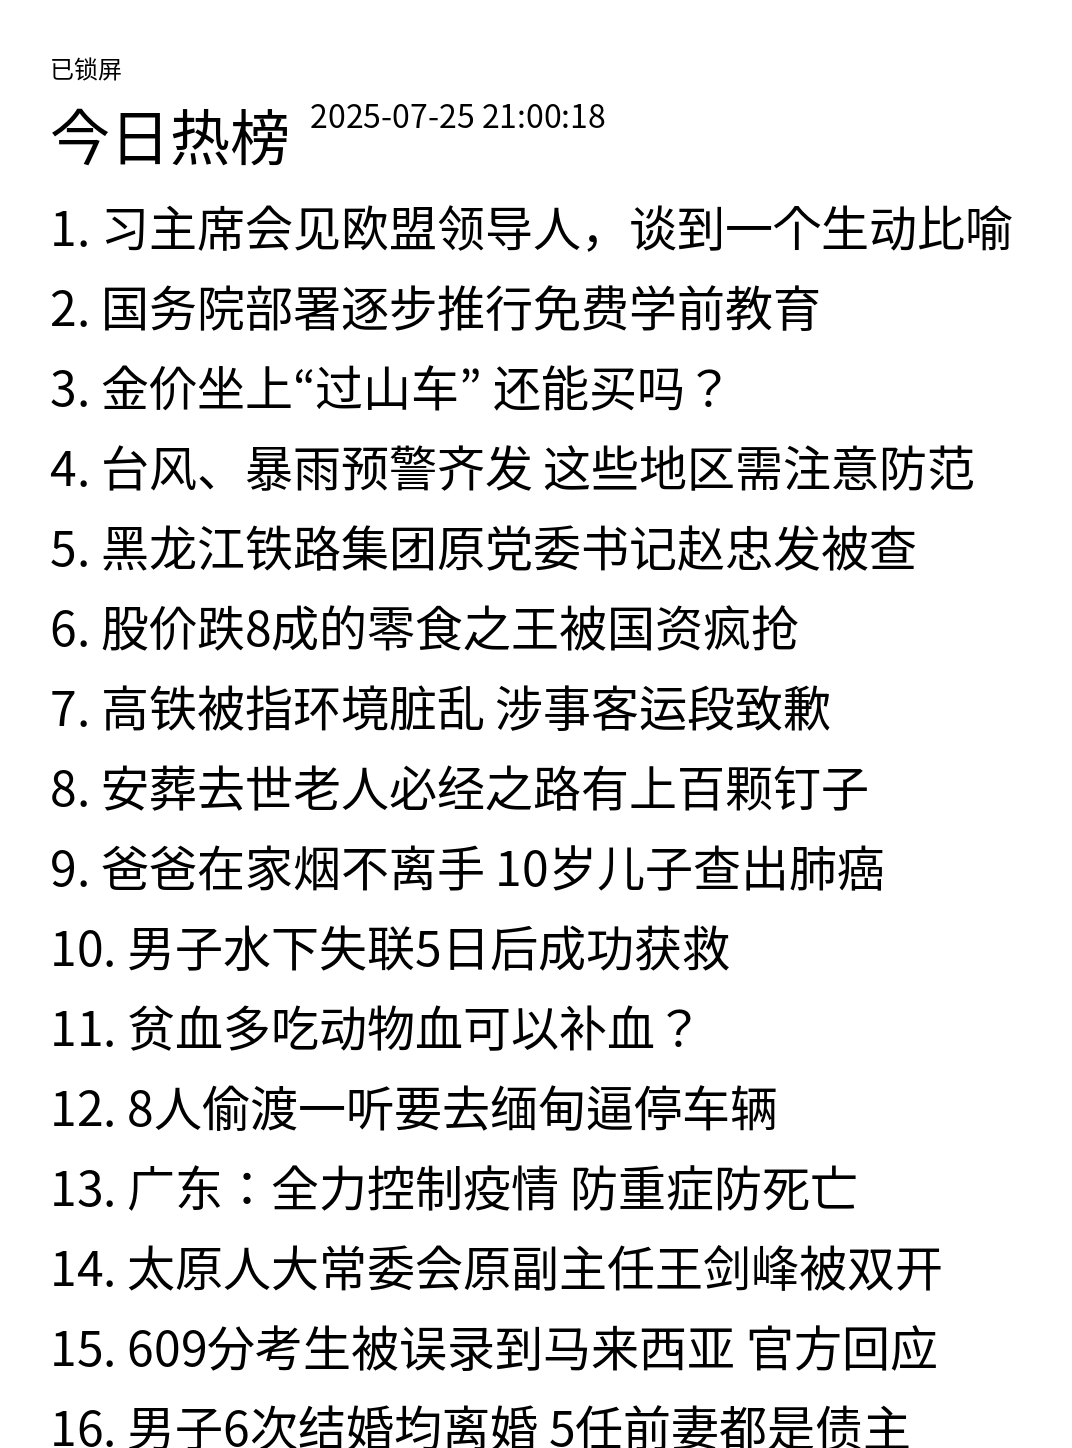 已锁屏
今日热榜 2025-07-25 21:00:18
1. 习主席会见欧盟领导人，谈到一个生动比喻
2. 国务院部署逐步推行免费学前教育
3. 金价坐上“过山车” 还能买吗？
4. 台风、暴雨预警齐发 这些地区需注意防范
5. 黑龙江铁路集团原党委书记赵忠发被查
6. 股价跌8成的零食之王被国资疯抢
7. 高铁被指环境脏乱 涉事客运段致歉
8. 安葬去世老人必经之路有上百颗钉子
9. 爸爸在家烟不离手 10岁儿子查出肺癌
10. 男子水下失联5日后成功获救
11. 贫血多吃动物血可以补血？
12. 8人偷渡一听要去缅甸逼停车辆
13. 广东：全力控制疫情 防重症防死亡
14. 太原人大常委会原副主任王剑峰被双开
15. 609分考生被误录到马来西亚 官方回应
16. 男子6次结婚均离婚 5任前妻都是债主